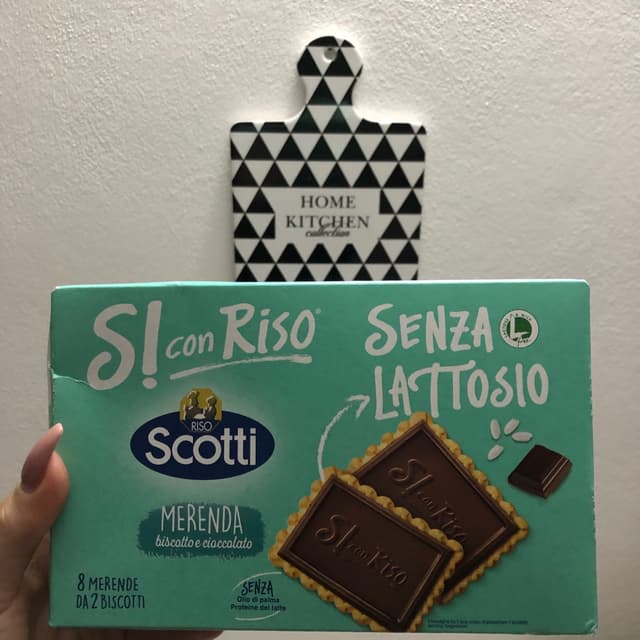 HOME
KITCHEN
collection
S! con Riso
SENZA
LATTOSIO
RISO
Scotti
MERENDA
biscotto e cioccolato
8 MERENDE
DA 2 BISCOTTI
SENZA
Olio di palma
Proteine del latte
S! con Riso
S! con Riso